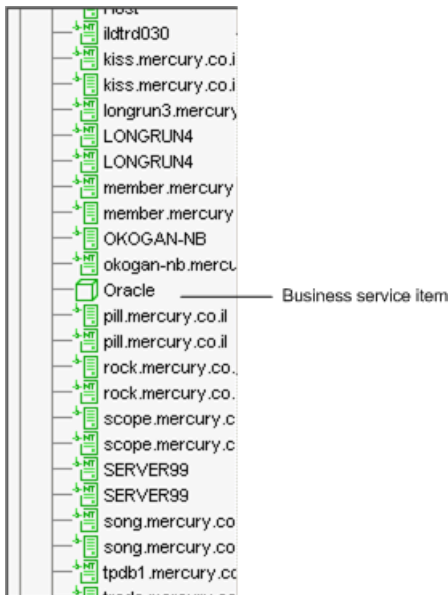 Host
ildtrd030
kiss.mercury.co.i
kiss.mercury.co.i
longrun3.mercury
LONGRUN4
LONGRUN4
member.mercury
member.mercury
OKOGAN-NB
okogan-nb.mercu
Oracle
Business service item
pill.mercury.co.il
pill.mercury.co.il
rock.mercury.co.
rock.mercury.co.
scope.mercury.c
scope.mercury.c
SERVER99
SERVER99
song.mercury.co
song.mercury.co
tpdb1.mercury.co